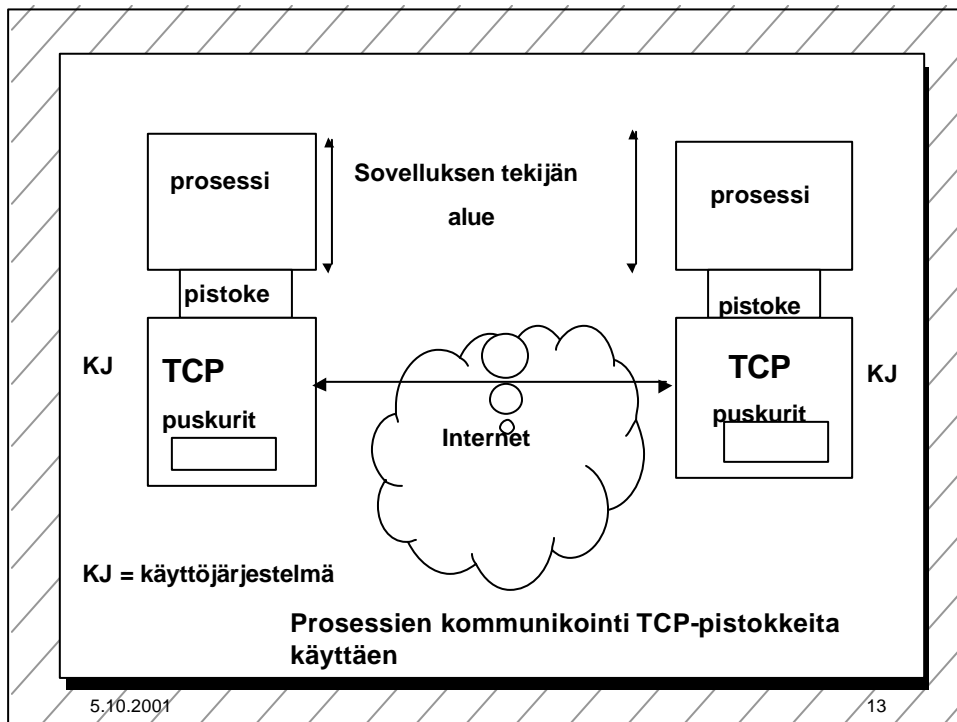 prosessi
Sovelluksen tekijän
alue
prosessi
pistoke
pistoke
KJ
TCP
puskurit
TCP
puskurit
KJ
Internet
KJ = käyttöjärjestelmä
Prosessien kommunikointi TCP-pistokkeita
käyttäen
5.10.2001
13